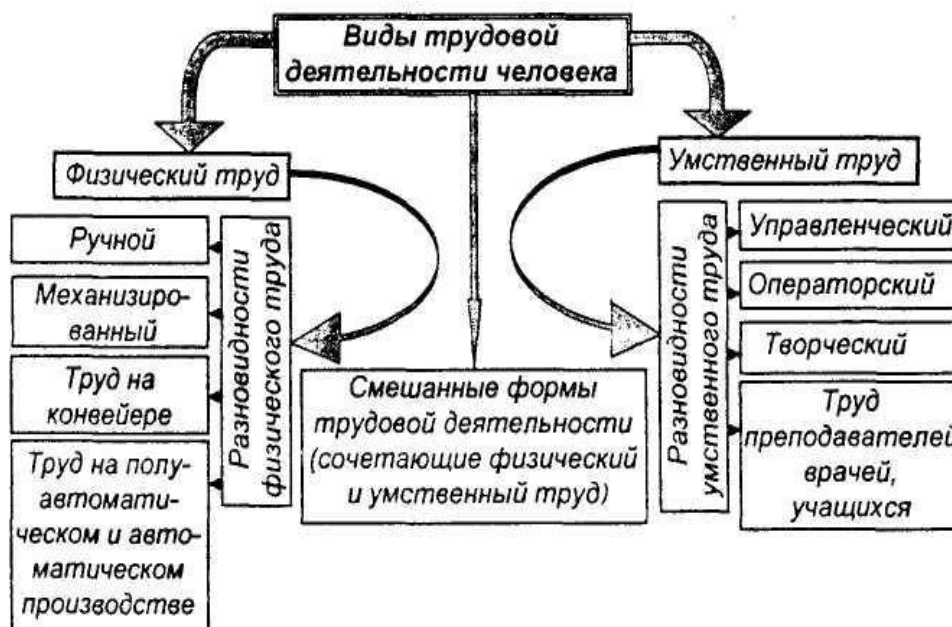 Виды трудовой
деятельности человека
Физический труд
Умственный труд
Ручной
Механизиро-
ванный
Труд на
конвейере
Труд на полу-
автомати-
ческом и авто-
матическом
производстве
Разновидности
физического труда
Смешанные формы
трудовой деятельности
(сочетающие физический
и умственный труд)
Разновидности
умственного труда
Управленческий
Операторский
Творческий
Труд
преподавателей,
врачей,
учащихся